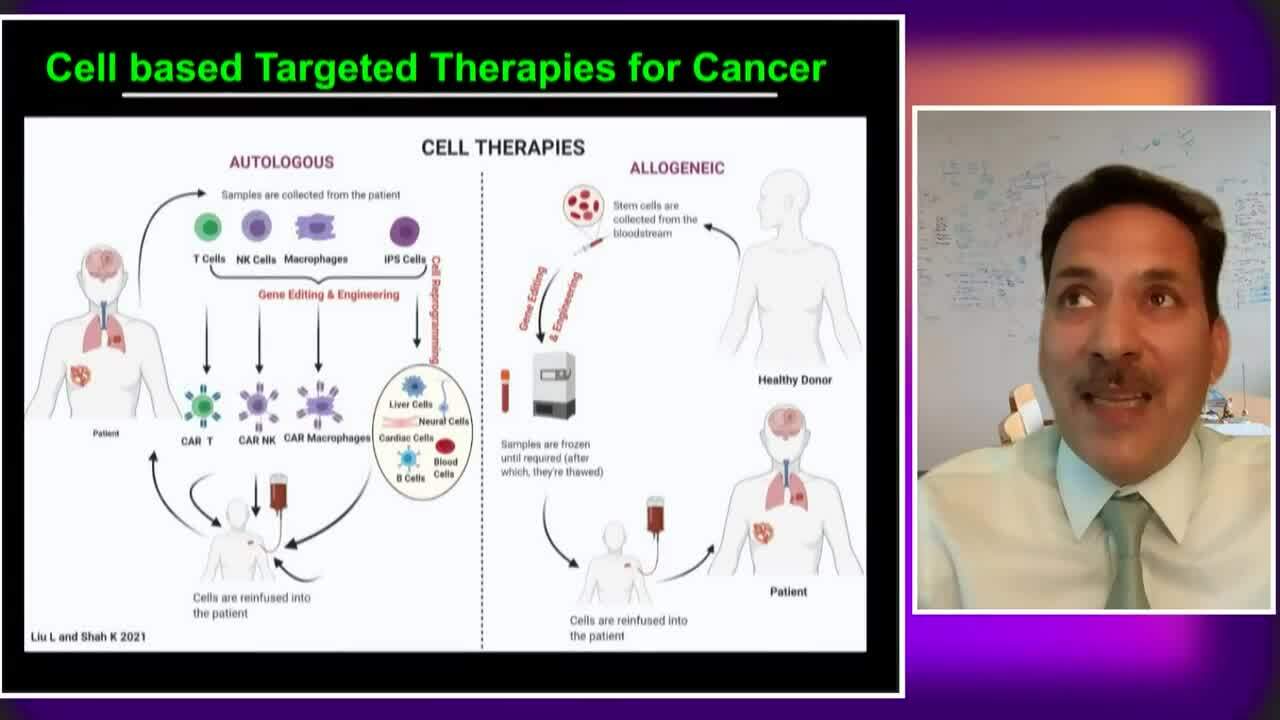 Cell based Targeted Therapies for Cancer
CELL THERAPIES
AUTOLOGOUS
Samples are collected from the patient
T Cells
NK Cells
Macrophages
iPS Cells
Gene Editing & Engineering
Cell Reprogramming
Patient
CAR T
CAR NK
CAR Macrophages
Liver Cells
Neural Cells
Cardiac Cells
Blood
Cells
B Cells
Cells are reinfused into
the patient
Liu L and Shah K 2021
ALLOGENEIC
Stem cells are
collected from the
bloodstream
Gene Editing
& Engineering
Healthy Donor
Samples are frozen
until required (after
which, they're thawed)
Cells are reinfused into
the patient
Patient